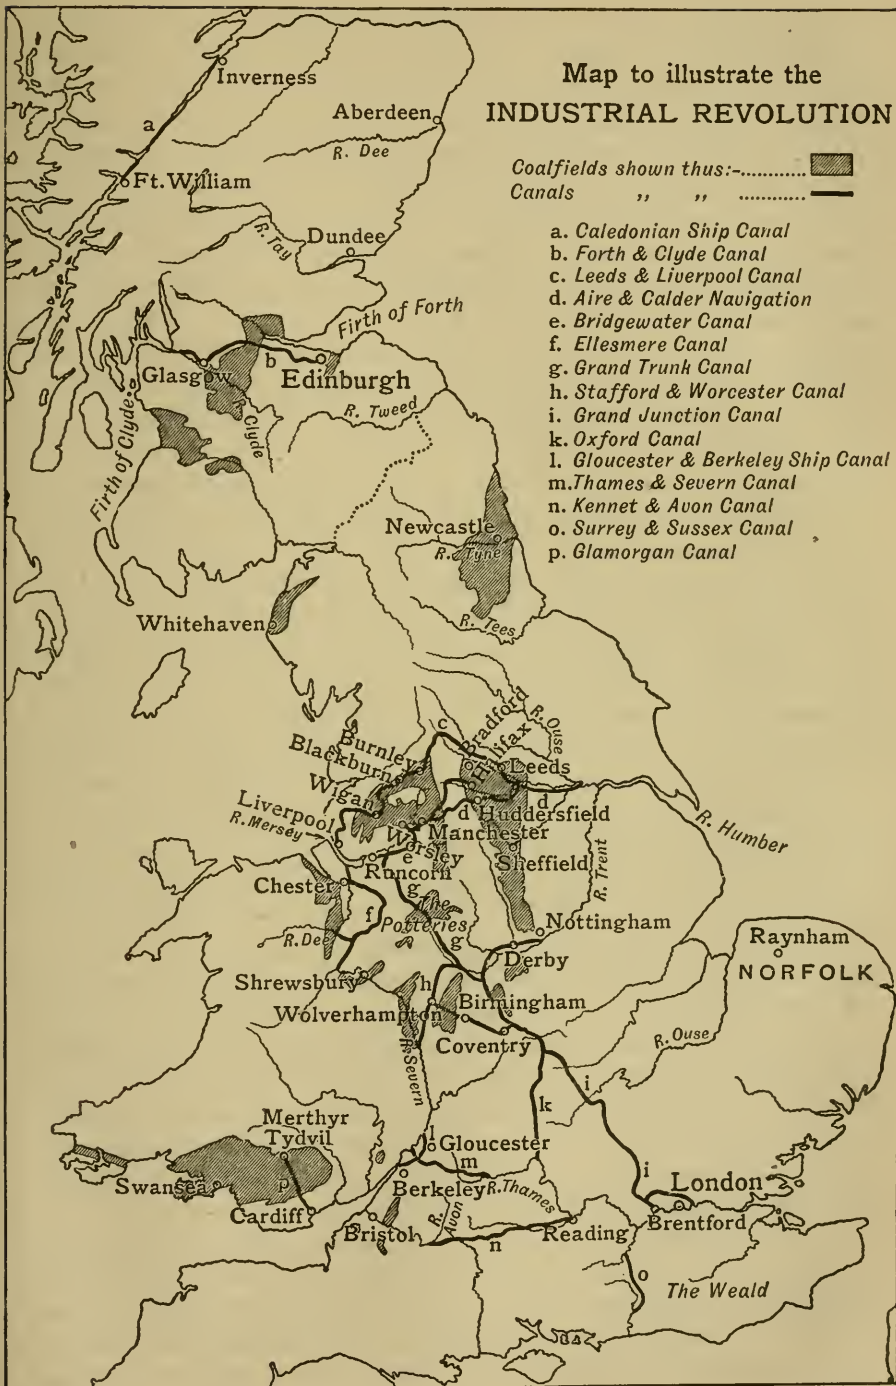 Map to illustrate the
INDUSTRIAL REVOLUTION
Coalfields shown thus:-............
Canals „ „ ............
a. Caledonian Ship Canal
b. Forth & Clyde Canal
c. Leeds & Liverpool Canal
d. Aire & Calder Navigation
e. Bridgewater Canal
f. Ellesmere Canal
g. Grand Trunk Canal
h. Stafford & Worcester Canal
i. Grand Junction Canal
k. Oxford Canal
l. Gloucester & Berkeley Ship Canal
m. Thames & Severn Canal
n. Kennet & Avon Canal
o. Surrey & Sussex Canal
p. Glamorgan Canal
Inverness
a
Aberdeen
R. Dee
Ft. William
R. Tay
Dundee
Firth of Forth
Glasgow
b
Edinburgh
R. Clyde
R. Tweed
Firth of Clyde
Newcastle
R. Tyne
Whitehaven
R. Tees
R. Ouse
c
Bradford
Halifax
Burnley
Blackburn
Leeds
Wigan
d
d
Huddersfield
Liverpool
R. Mersey
Manchester
Worsley
R. Humber
e
Runcorn
Sheffield
R. Trent
Chester
g
The
Potteries
f
R. Dee
g
Nottingham
Derby
Raynham
NORFOLK
Shrewsbury
h
Wolverhampton
Birmingham
Coventry
R. Ouse
R. Severn
i
k
Merthyr
Tydvil
l
Gloucester
m
i
London
Swansea
p
Berkeley
R. Thames
Cardiff
Brentford
Bristol
R. Avon
Reading
n
o
The Weald